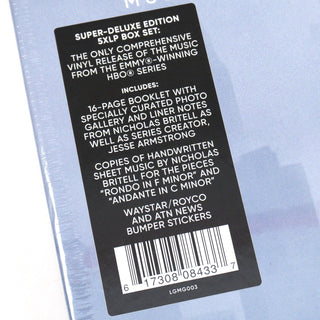 SUPER-DELUXE EDITION
5XLP BOX SET:
THE ONLY COMPREHENSIVE
VINYL RELEASE OF THE MUSIC
FROM THE EMMY®-WINNING
HBO® SERIES
INCLUDES:
16-PAGE BOOKLET WITH
SPECIALLY CURATED PHOTO
GALLERY AND LINER NOTES
FROM NICHOLAS BRITELL AS
WELL AS SERIES CREATOR,
JESSE ARMSTRONG
COPIES OF HANDWRITTEN
SHEET MUSIC BY NICHOLAS
BRITELL FOR THE PIECES
"RONDO IN F MINOR" AND
"ANDANTE IN C MINOR"
WAYSTAR/ROYCO
AND ATN NEWS
BUMPER STICKERS
6 17308 08433 7
LGMG003